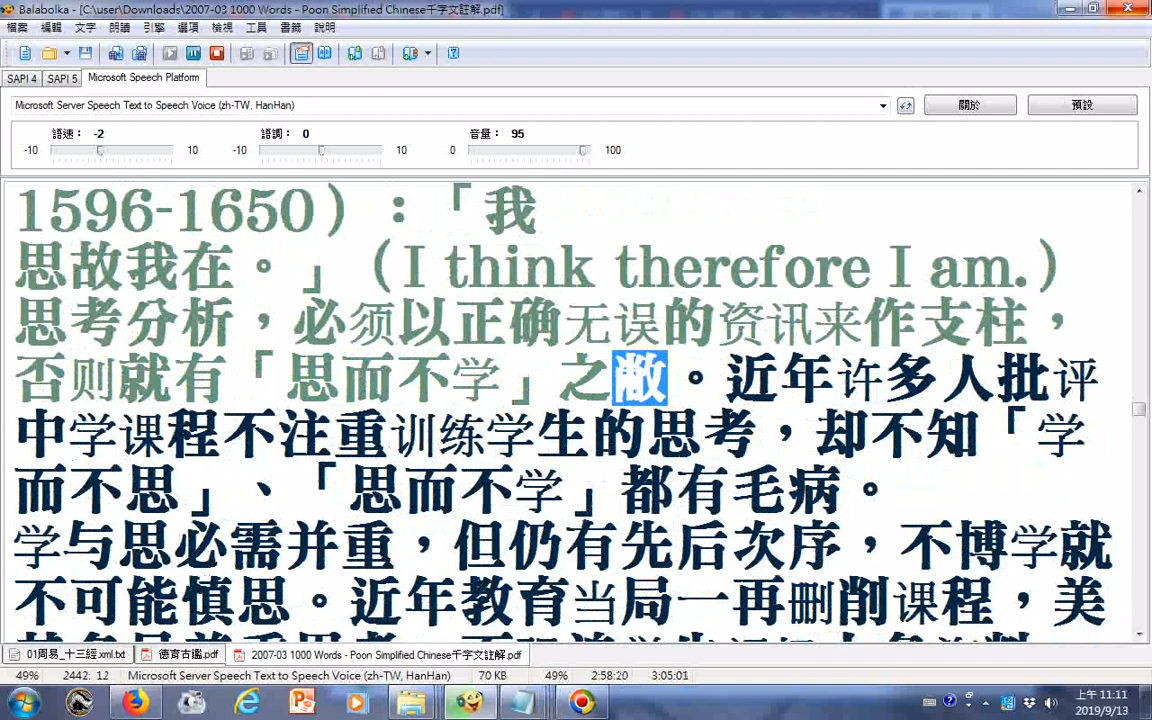 Balabolka - [C:\user\Downloads\2007-03 1000 Words - Poon Simplified Chinese千字文註解.pdf]
檔案 編輯 文字 朗讀 引擎 選項 檢視 工具 書籤 說明
SAPI 4 SAPI 5 Microsoft Speech Platform
Microsoft Server Speech Text to Speech Voice (zh-TW, HanHan) 關於 預設
語速： -2 語調： 0 音量： 95
-10 10 -10 10 0 100
1596-1650）：「我
思故我在。」（I think therefore I am.）
思考分析，必须以正确无误的资讯来作支柱，
否则就有「思而不学」之敝。近年许多人批评
中学课程不注重训练学生的思考，却不知「学
而不思」、「思而不学」都有毛病。
学与思必需并重，但仍有先后次序，不博学就
不可能慎思。近年教育当局一再删削课程，美
01周易_十三經.xml.txt 德育古鑑.pdf 2007-03 1000 Words - Poon Simplified Chinese千字文註解.pdf
49% 2442: 12 Microsoft Server Speech Text to Speech Voice (zh-TW, HanHan) 70 KB 49% 2:58:20 3:05:01
上午 11:11
2019/9/13